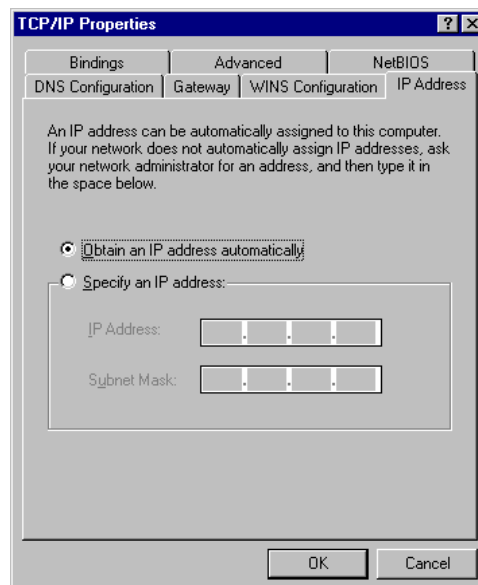 TCP/IP Properties
Bindings
Advanced
NetBIOS
DNS Configuration
Gateway
WINS Configuration
IP Address
An IP address can be automatically assigned to this computer.
If your network does not automatically assign IP addresses, ask
your network administrator for an address, and then type it in
the space below.
Obtain an IP address automatically
Specify an IP address:
IP Address:
Subnet Mask:
OK
Cancel